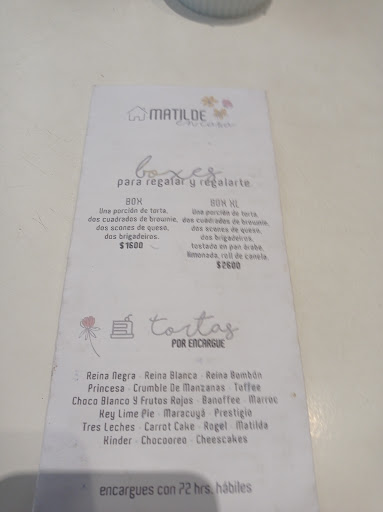 MATILDE
en casa
boxes
para regalar y regalarte
BOX
Una porción de torta,
dos cuadrados de brownie,
dos scones de queso,
dos brigadeiros.
$1600
BOX XL
Una porción de torta,
dos cuadrados de brownie,
dos scones de queso,
dos brigadeiros,
tostado en pan árabe,
limonada, roll de canela.
$2600
tortas
POR ENCARGUE
Reina Negra - Reina Blanca - Reina Bombón
Princesa - Crumble De Manzanas - Toffee
Choco Blanco Y Frutos Rojos - Banoffee - Marroc
Key Lime Pie - Maracuyá - Prestigio
Tres Leches - Carrot Cake - Rogel - Matilda
Kinder - Chocooreo - Cheescakes
encargues con 72 hrs. hábiles